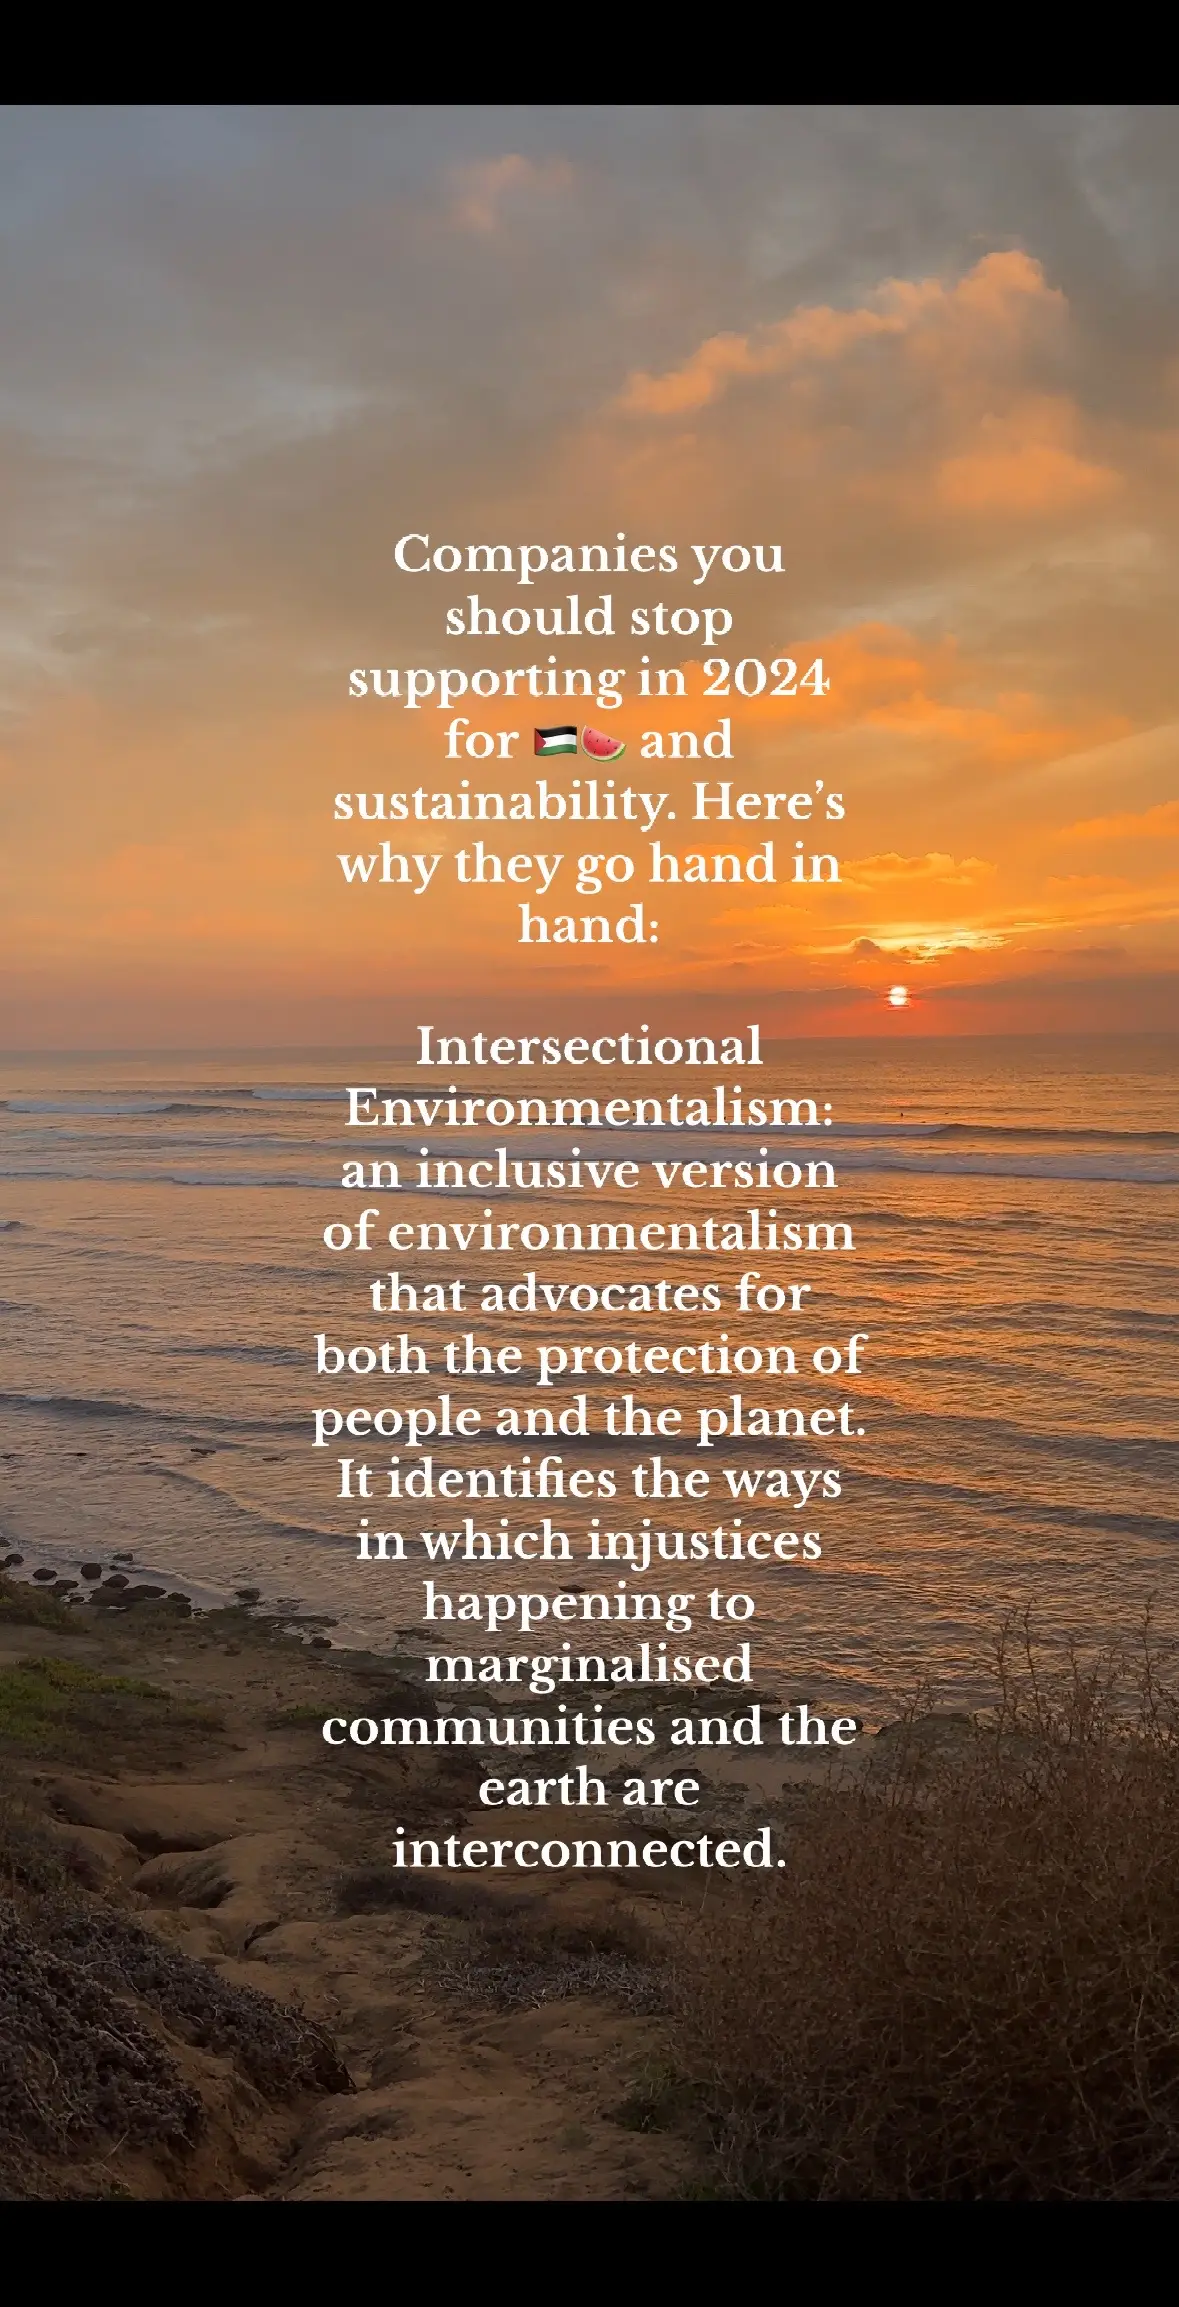 Companies you
should stop
supporting in 2024
for 🇵🇸🍉 and
sustainability. Here’s
why they go hand in
hand:
Intersectional
Environmentalism:
an inclusive version
of environmentalism
that advocates for
both the protection of
people and the planet.
It identifies the ways
in which injustices
happening to
marginalised
communities and the
earth are
interconnected.